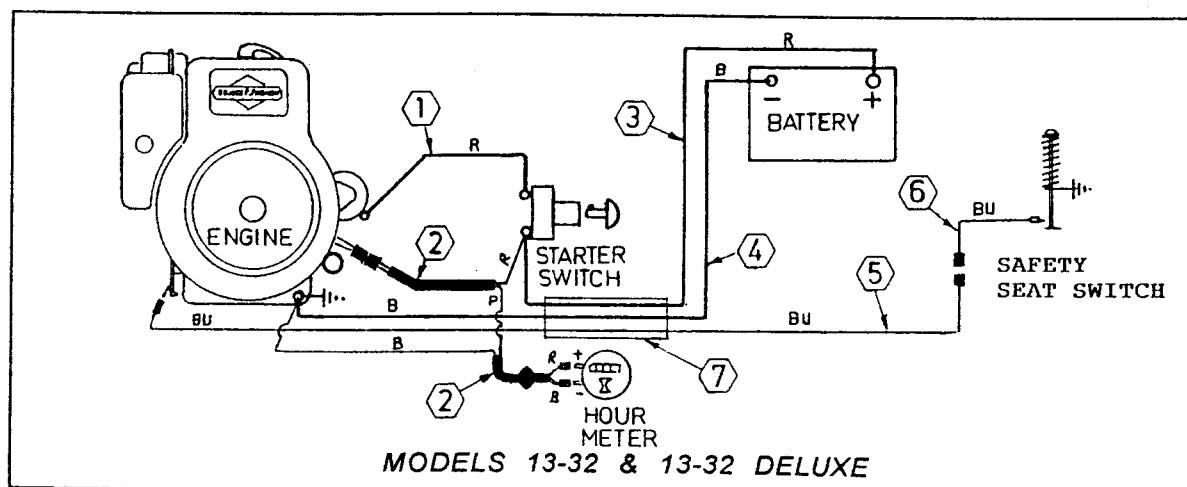 R
B
- +
BATTERY
1
R
3
ENGINE
6
BU
2
R
STARTER
SWITCH
4
SAFETY
SEAT SWITCH
P
B
BU
BU
5
B
7
R +
B -
2
HOUR
METER
MODELS 13-32 & 13-32 DELUXE